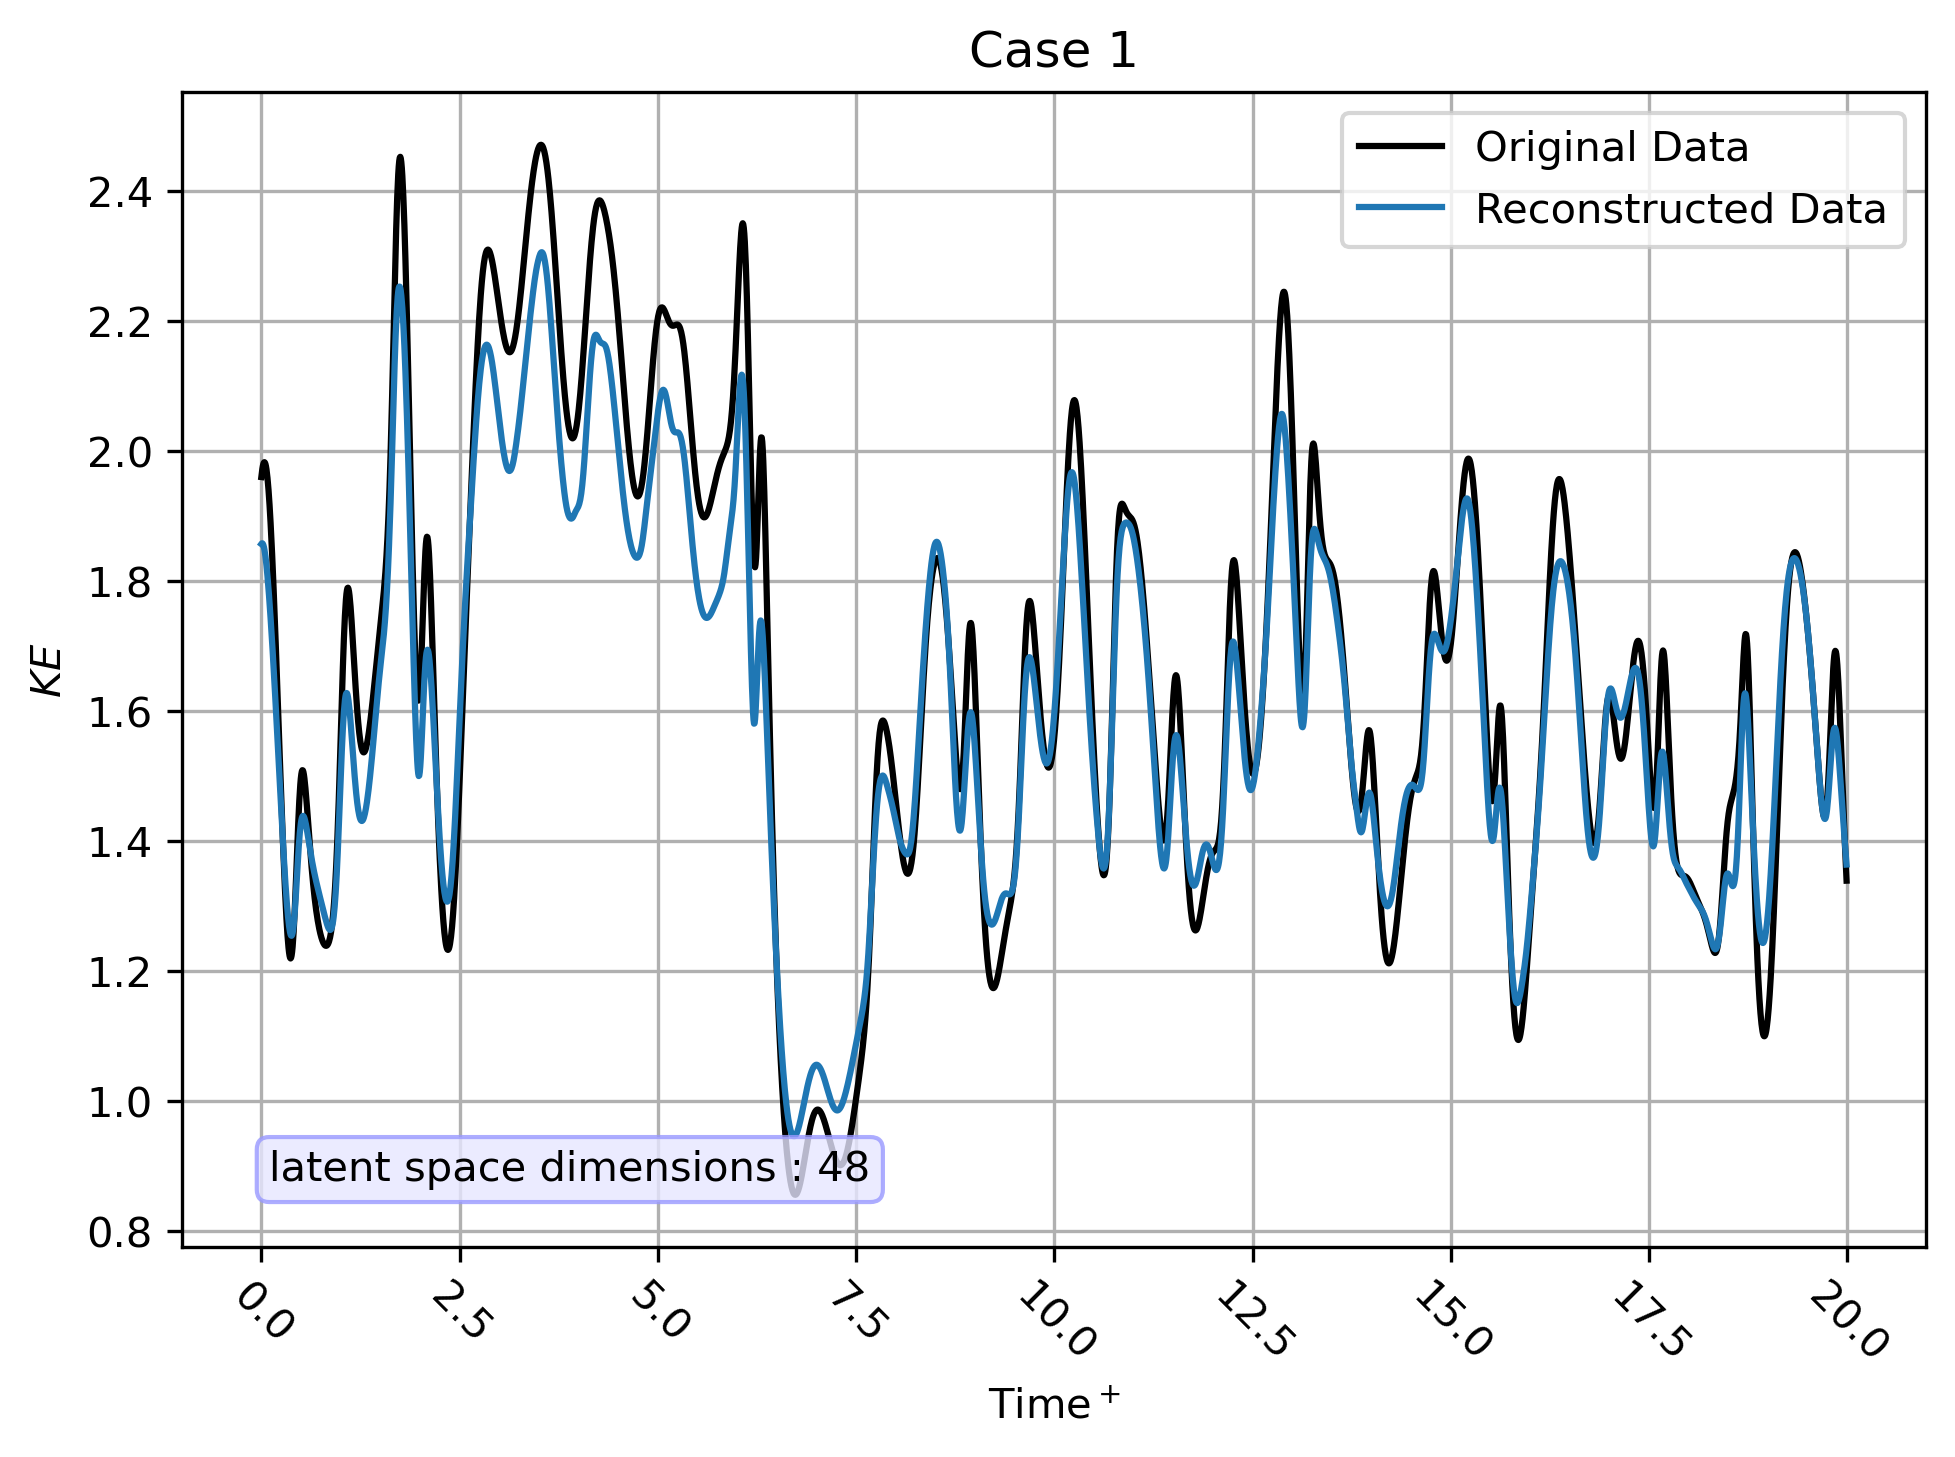 Case 1
Original Data
Reconstructed Data
2.4
2.2
2.0
1.8
1.6
1.4
1.2
1.0
0.8
KE
latent space dimensions : 48
0.0 2.5 5.0 7.5 10.0 12.5 15.0 17.5 20.0
Time⁺